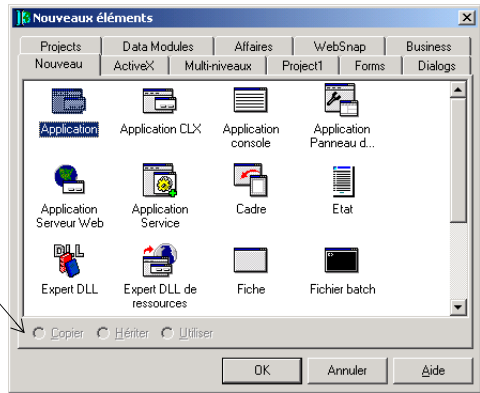 Nouveaux éléments
Projects Data Modules Affaires WebSnap Business
Nouveau ActiveX Multi-niveaux Project1 Forms Dialogs
Application Application CLX Application console Application Panneau d...
Application Serveur Web Application Service Cadre Etat
Expert DLL Expert DLL de ressources Fiche Fichier batch
Copier Hériter Utiliser
OK Annuler Aide